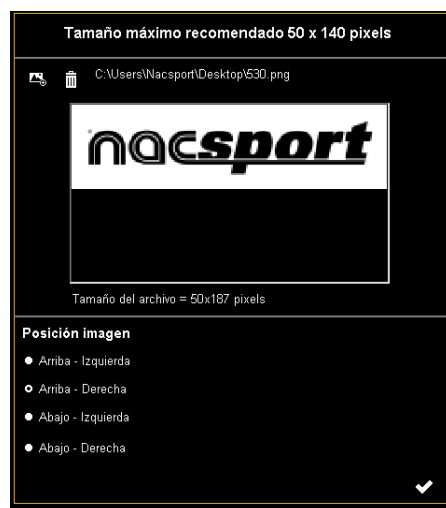 Tamaño máximo recomendado 50 x 140 pixels
C:\Users\Nacsport\Desktop\530.png
nacsport
Tamaño del archivo = 50x187 pixels
Posición imagen
Arriba - Izquierda
Arriba - Derecha
Abajo - Izquierda
Abajo - Derecha